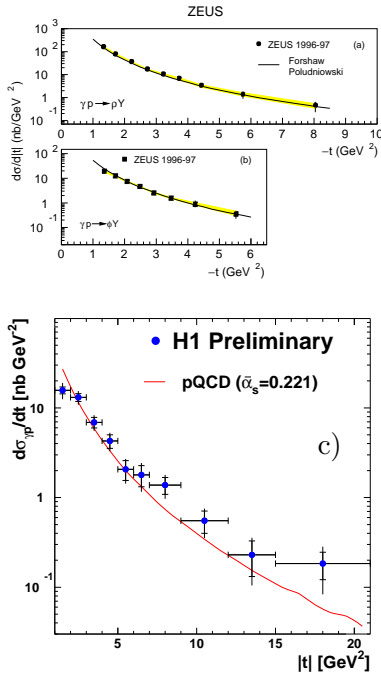 ZEUS
dσ/d|t| (nb/GeV²)
10³
10²
10
1
10⁻¹
ZEUS 1996-97
(a)
Forshaw
Poludniowski
γ p → ρY
0 1 2 3 4 5 6 7 8 9 10
−t (GeV²)
10²
10
1
10⁻¹
ZEUS 1996-97
(b)
γ p → φY
0 1 2 3 4 5 6
−t (GeV²)
dσγp/dt [nb GeV⁻²]
H1 Preliminary
pQCD (ᾱs=0.221)
c)
10
1
10⁻¹
5 10 15 20
|t| [GeV²]